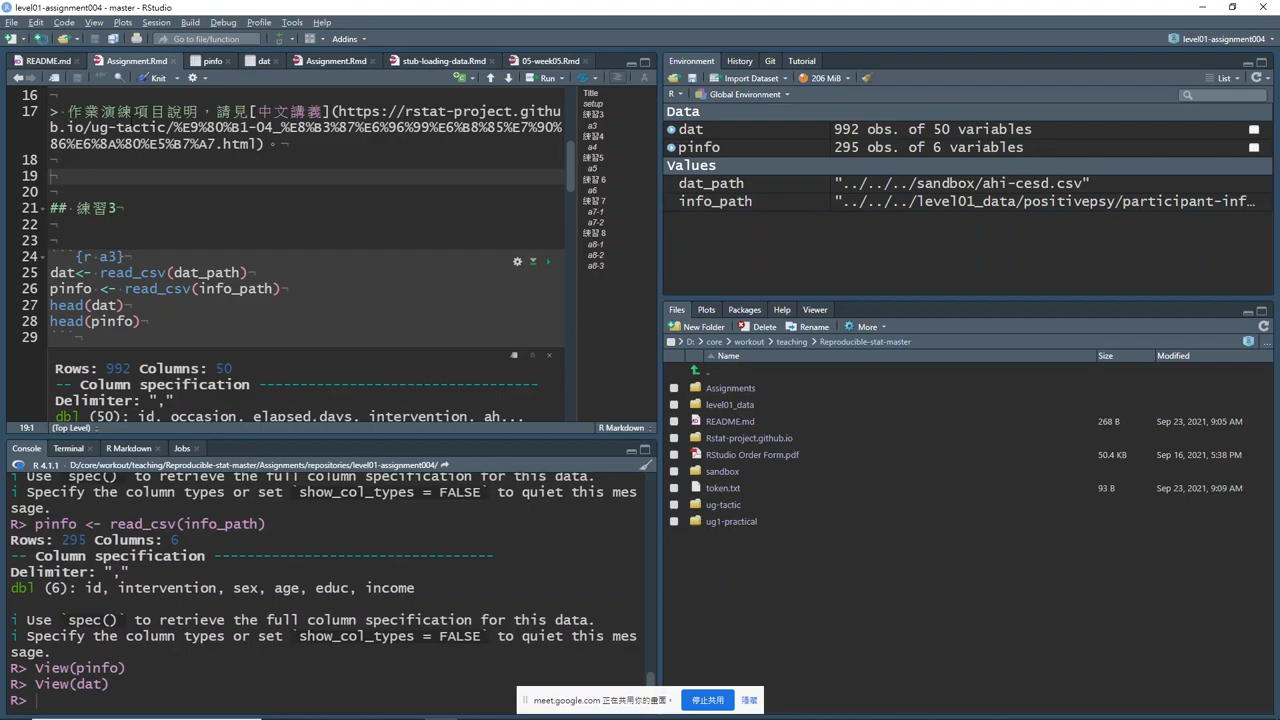 level01-assignment004 - master - RStudio
File Edit Code View Plots Session Build Debug Profile Tools Help
Go to file/function Addins level01-assignment004
README.md Assignment.Rmd pinfo dat Assignment.Rmd stub-loading-data.Rmd 05-week05.Rmd
Knit Run
16
17 > 作業演練項目說明，請見[中文講義](https://rstat-project.githu
b.io/ug-tactic/%E9%80%B1-04_%E8%B3%87%E6%96%99%E6%B8%85%E7%90%
86%E6%8A%80%E5%B7%A7.html)。
18
19
20
21 ## 練習3
22
23
24 ```{r a3}
25 dat<- read_csv(dat_path)
26 pinfo <- read_csv(info_path)
27 head(dat)
28 head(pinfo)
29 ```
Rows: 992 Columns: 50
-- Column specification ----------------------------------
Delimiter: ","
dbl (50): id, occasion, elapsed.days, intervention, ah...
Title
setup
練習3
a3
練習4
a4
練習5
a5
練習 6
a6
練習 7
a7-1
a7-2
練習 8
a8-1
a8-2
a8-3
19:1 (Top Level) R Markdown
Console Terminal R Markdown Jobs
R 4.1.1 · D:/core/workout/teaching/Reproducible-stat-master/Assignments/repositories/level01-assignment004/
i Use `spec()` to retrieve the full column specification for this data.
i Specify the column types or set `show_col_types = FALSE` to quiet this mes
sage.
R> pinfo <- read_csv(info_path)
Rows: 295 Columns: 6
-- Column specification ----------------------------------
Delimiter: ","
dbl (6): id, intervention, sex, age, educ, income
i Use `spec()` to retrieve the full column specification for this data.
i Specify the column types or set `show_col_types = FALSE` to quiet this mes
sage.
R> View(pinfo)
R> View(dat)
R>
Environment History Git Tutorial
Import Dataset 206 MiB List
R Global Environment
Data
dat 992 obs. of 50 variables
pinfo 295 obs. of 6 variables
Values
dat_path "../../../sandbox/ahi-cesd.csv"
info_path "../../../level01_data/positivepsy/participant-inf…
Files Plots Packages Help Viewer
New Folder Delete Rename More
D: core workout teaching Reproducible-stat-master
Name Size Modified
..
Assignments
level01_data
README.md 268 B Sep 23, 2021, 9:05 AM
Rstat-project.github.io
RStudio Order Form.pdf 50.4 KB Sep 16, 2021, 5:38 PM
sandbox
token.txt 93 B Sep 23, 2021, 9:09 AM
ug-tactic
ug1-practical
meet.google.com 正在共用你的畫面。 停止共用 隱藏